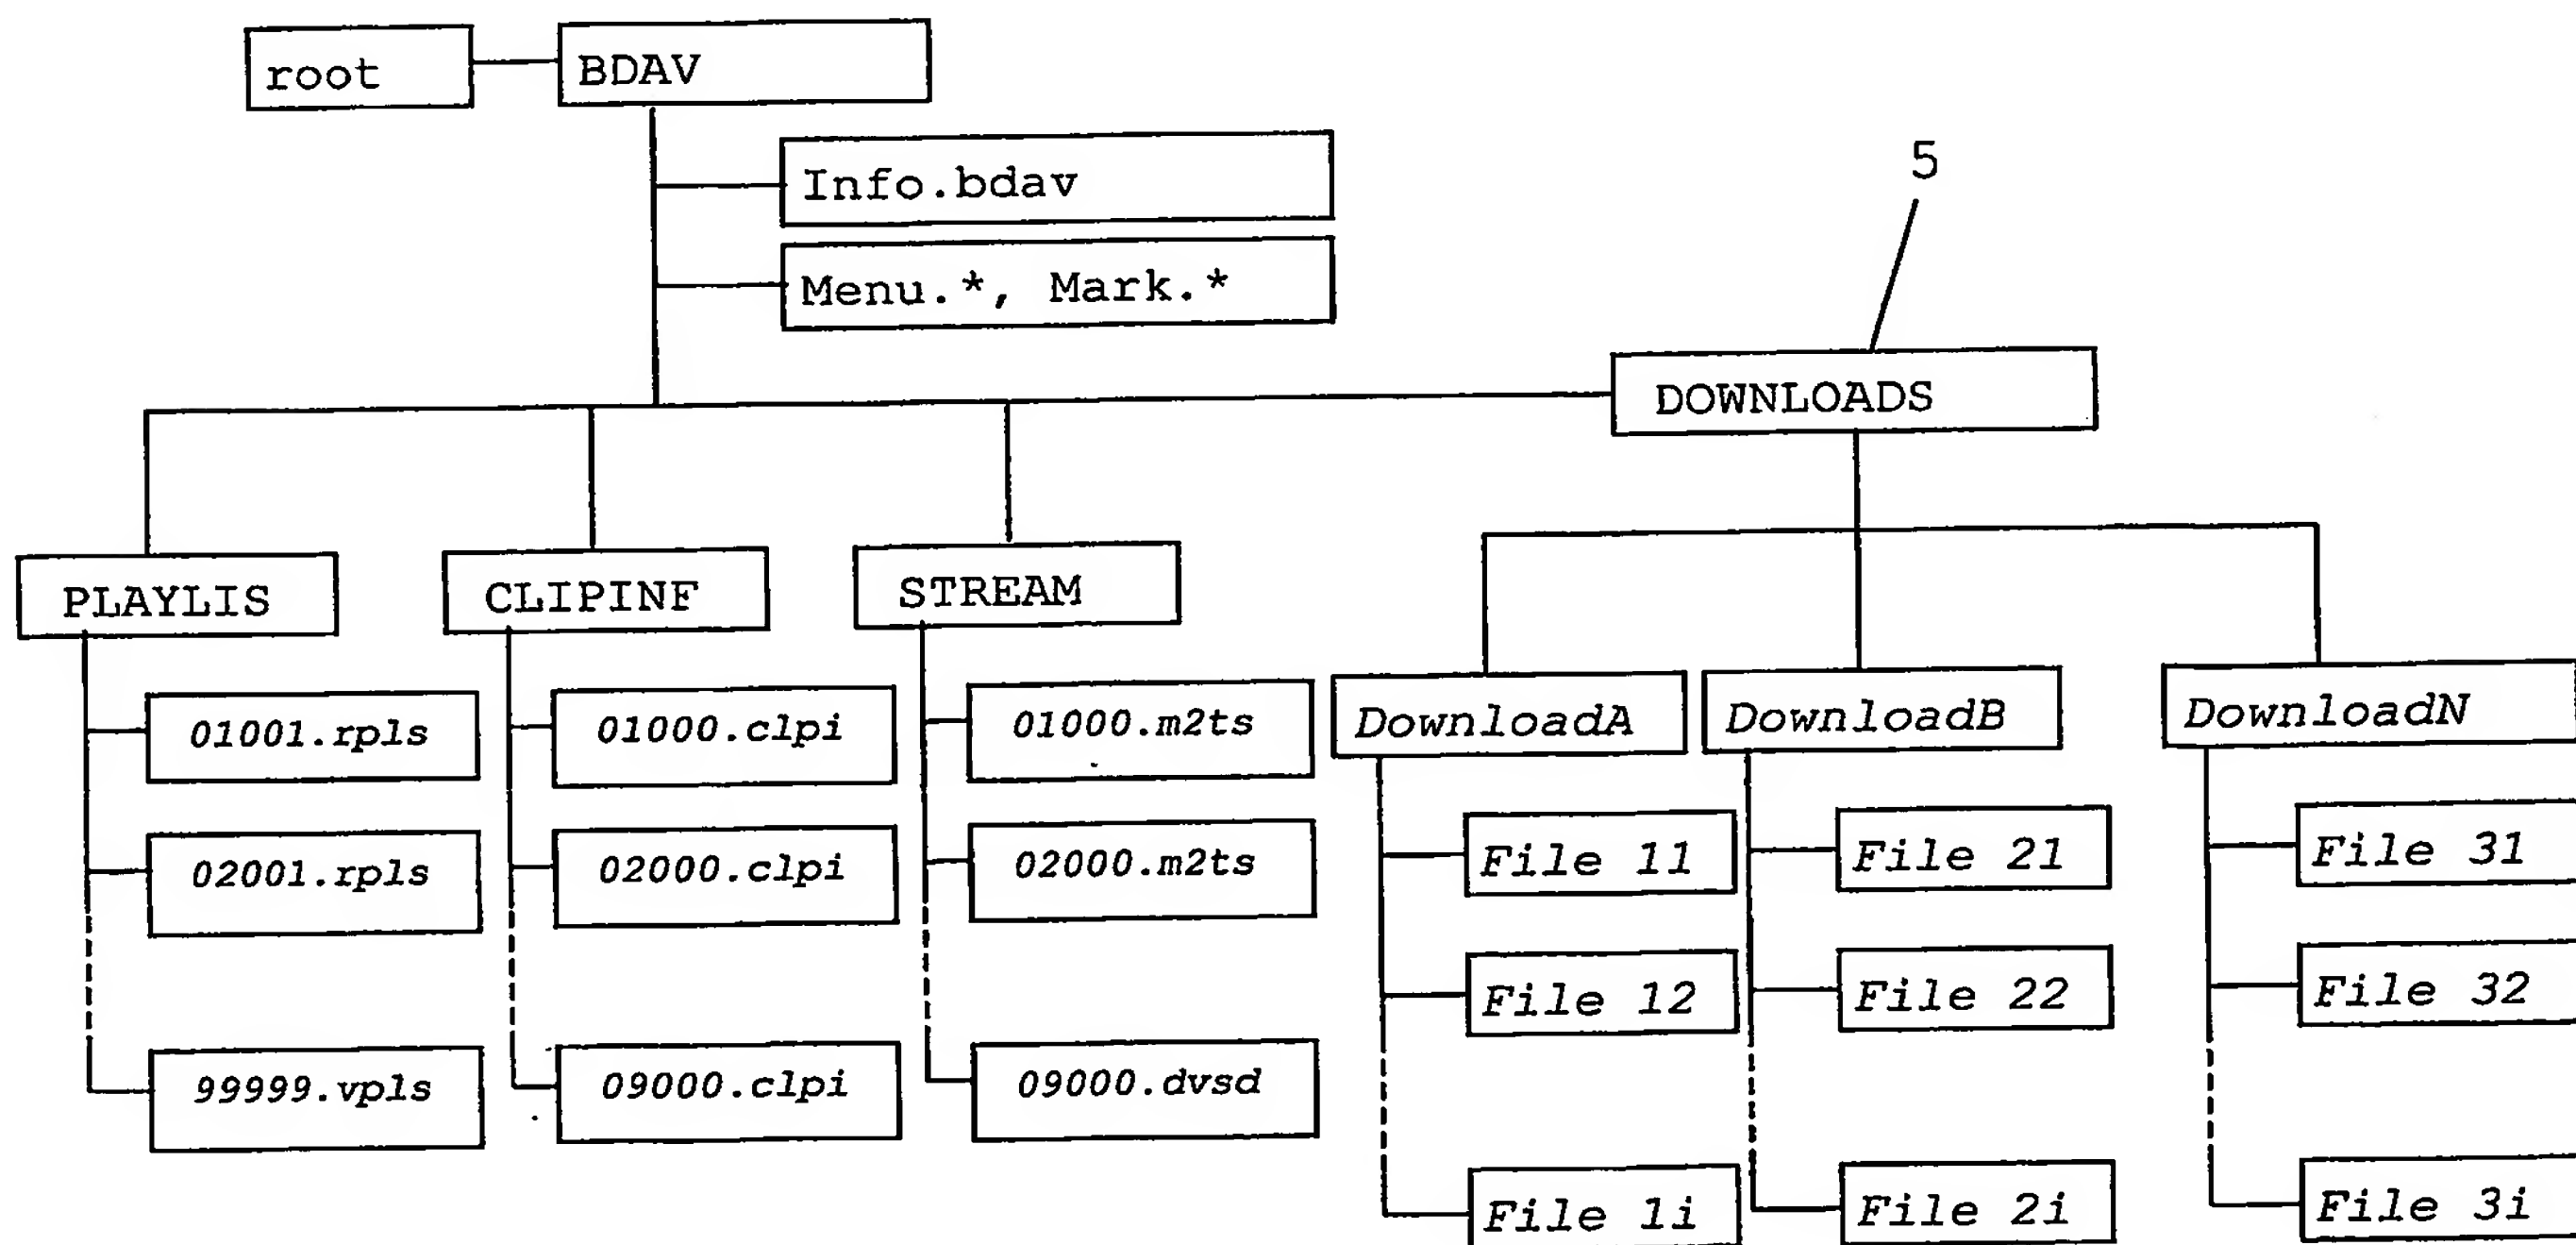 root
BDAV
Info.bdav
Menu.*, Mark.*
5
DOWNLOADS
PLAYLIS
CLIPINF
STREAM
01001.rpls
02001.rpls
99999.vpls
01000.clpi
02000.clpi
09000.clpi
01000.m2ts
02000.m2ts
09000.dvsd
DownloadA
DownloadB
DownloadN
File 11
File 12
File 1i
File 21
File 22
File 2i
File 31
File 32
File 3i